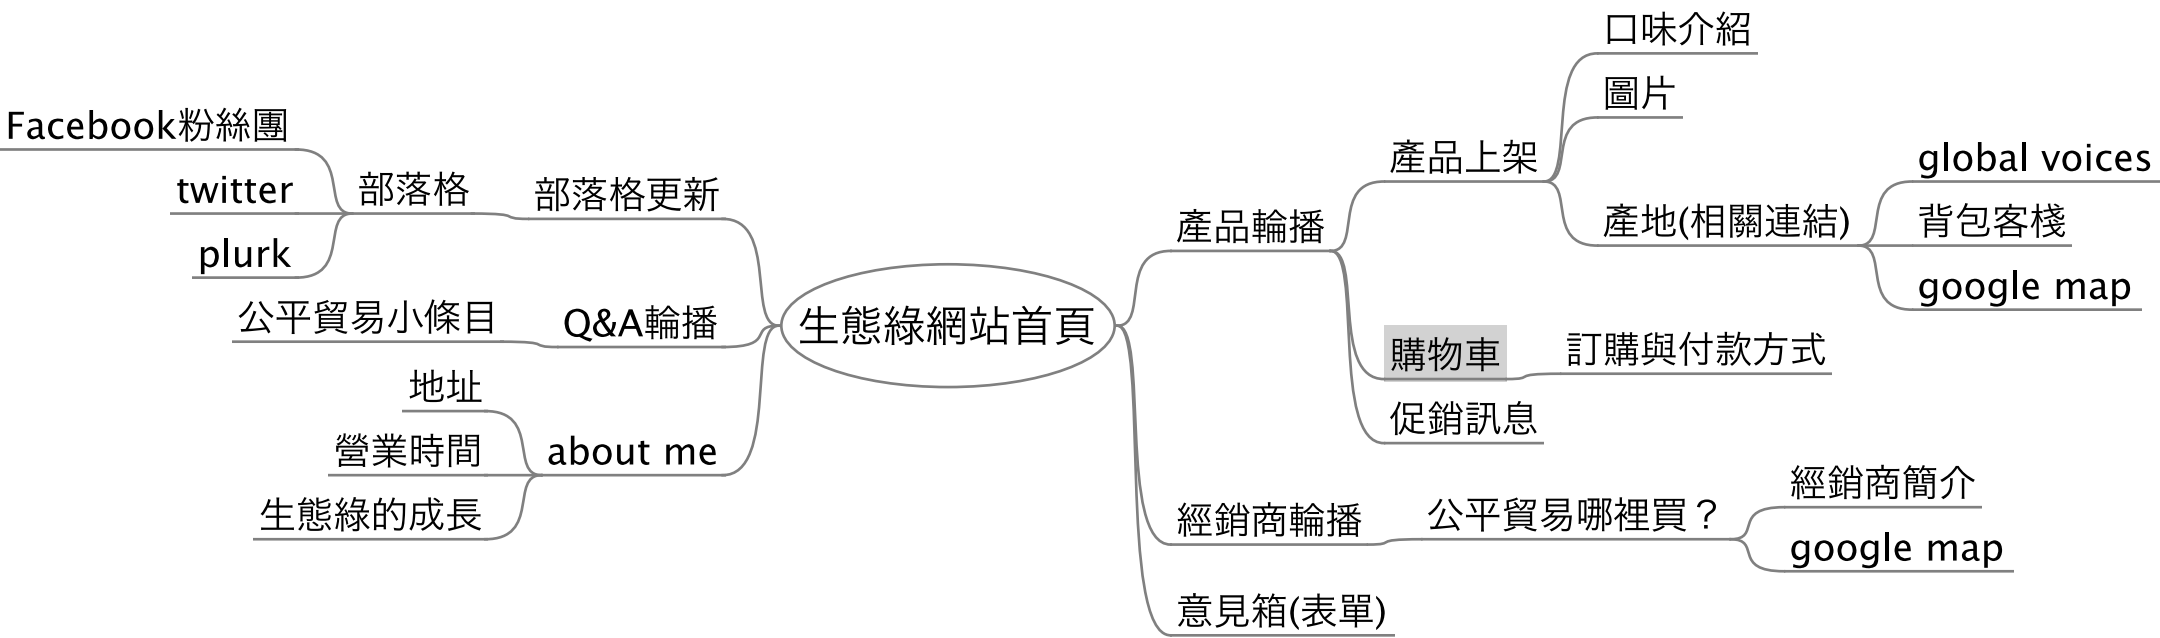 生態綠網站首頁
部落格更新
部落格
Facebook粉絲團
twitter
plurk
Q&A輪播
公平貿易小條目
about me
地址
營業時間
生態綠的成長
產品輪播
產品上架
口味介紹
圖片
產地(相關連結)
global voices
背包客棧
google map
購物車
訂購與付款方式
促銷訊息
經銷商輪播
公平貿易哪裡買？
經銷商簡介
google map
意見箱(表單)